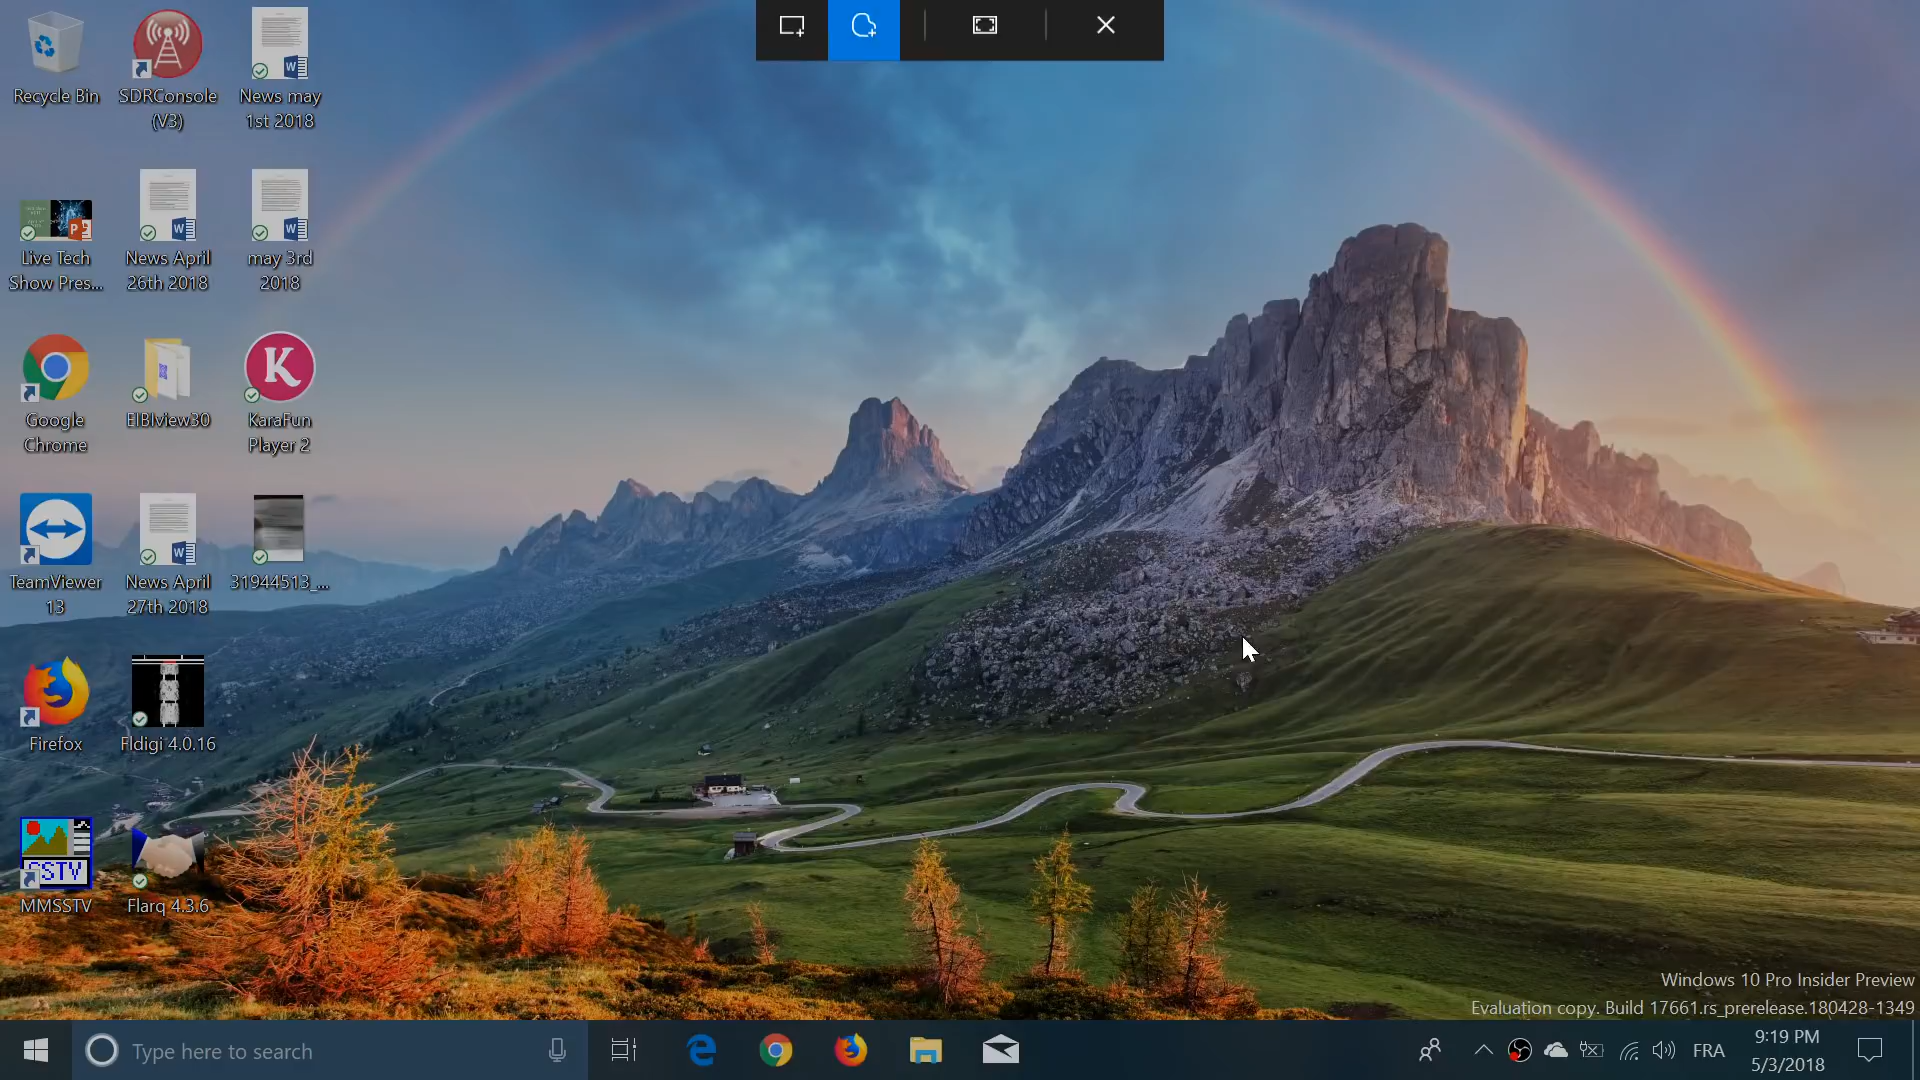 Recycle Bin
SDRConsole
(V3)
News may
1st 2018
Live Tech
Show Pres...
News April
26th 2018
may 3rd
2018
Google
Chrome
EIBIview30
K
KaraFun
Player 2
TeamViewer
13
News April
27th 2018
31944513_...
Firefox
Fldigi 4.0.16
SSTV
MMSSTV
Flarq 4.3.6
Windows 10 Pro Insider Preview
Evaluation copy. Build 17661.rs_prerelease.180428-1349
Type here to search
FRA
9:19 PM
5/3/2018